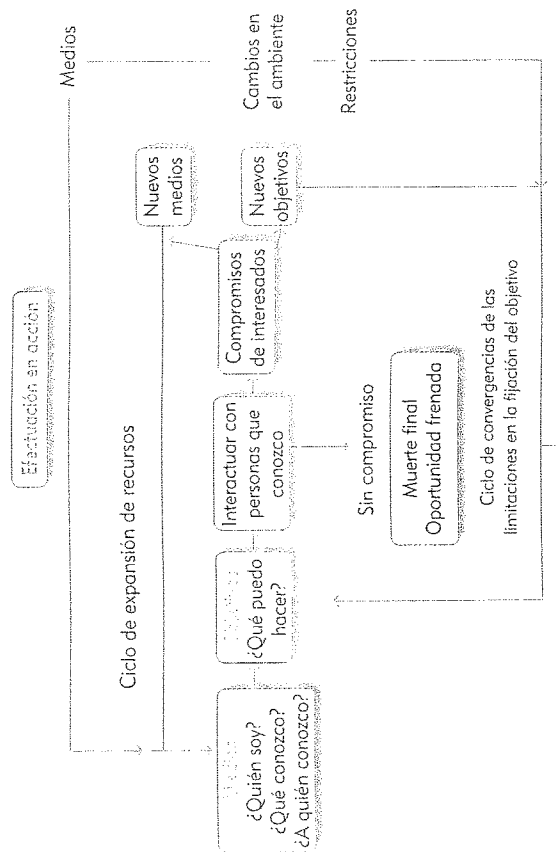 Efectuación en acción
Medios
Ciclo de expansión de recursos
¿Quién soy?
¿Qué conozco?
¿A quién conozco?
¿Qué puedo
hacer?
Interactuar con
personas que
conozco
Compromisos
de interesados
Nuevos
medios
Nuevos
objetivos
Cambios en
el ambiente
Restricciones
Sin compromiso
Muerte final
Oportunidad frenada
Ciclo de convergencias de las
limitaciones en la fijación del objetivo